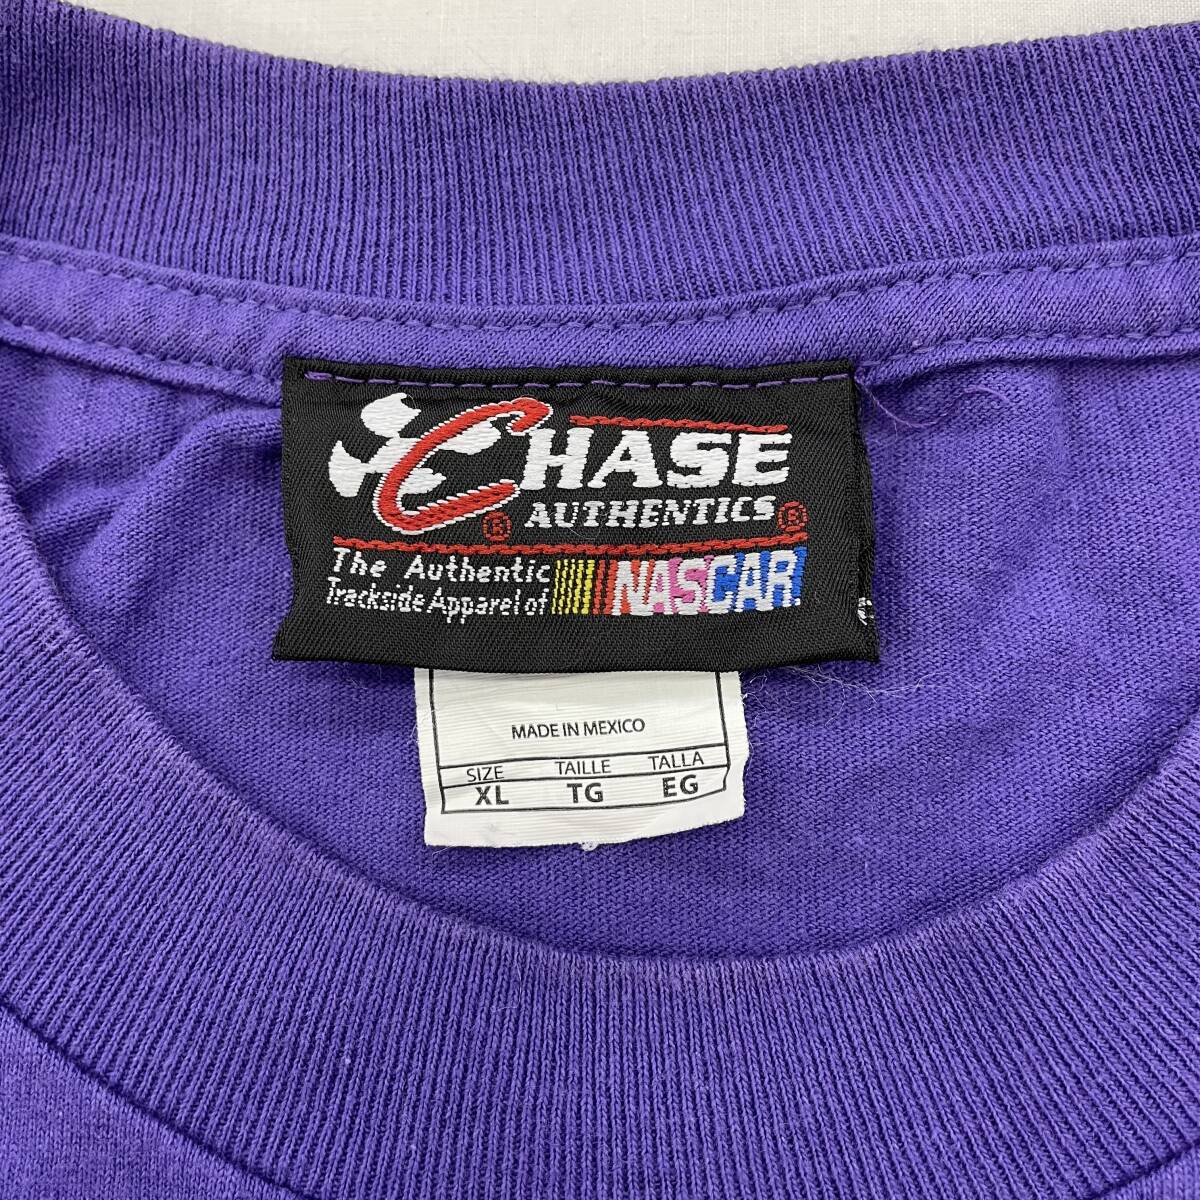 CHASE
® AUTHENTICS ®
The Authentic
Trackside Apparel of NASCAR
MADE IN MEXICO
SIZE TAILLE TALLA
XL TG EG